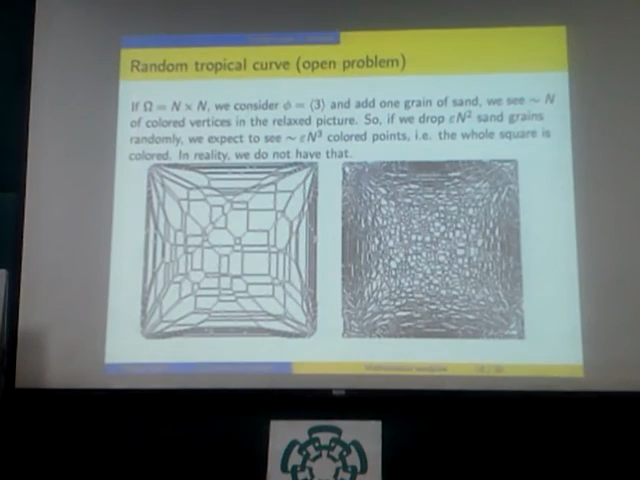 Random tropical curve (open problem)
If Ω = N × N, we consider φ = ⟨3⟩ and add one grain of sand, we see ∼ N
of colored vertices in the relaxed picture. So, if we drop εN² sand grains
randomly, we expect to see ∼ εN³ colored points, i.e. the whole square is
colored. In reality, we do not have that.